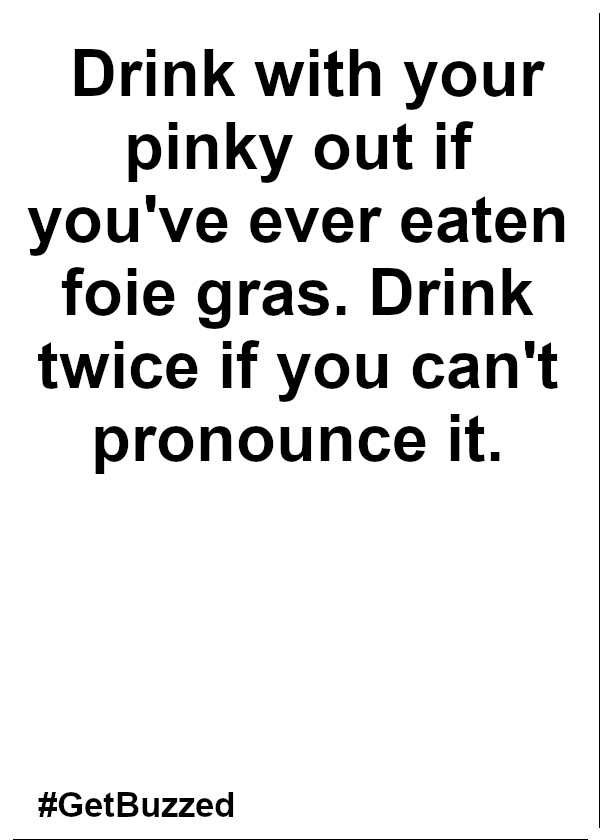 Drink with your
pinky out if
you've ever eaten
foie gras. Drink
twice if you can't
pronounce it.
#GetBuzzed